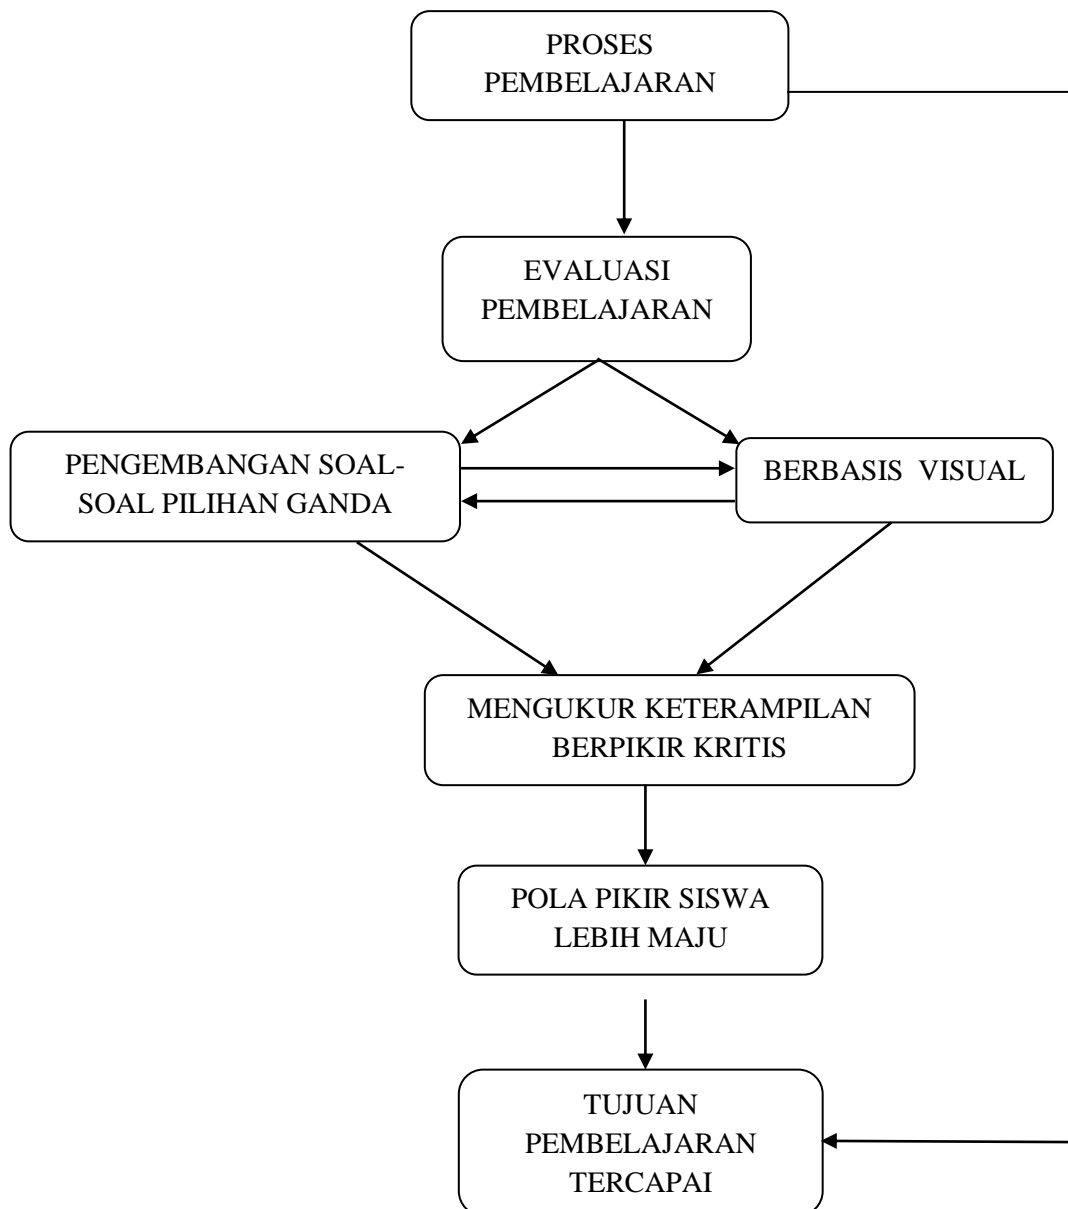 PROSES
PEMBELAJARAN
EVALUASI
PEMBELAJARAN
PENGEMBANGAN SOAL-
SOAL PILIHAN GANDA
BERBASIS VISUAL
MENGUKUR KETERAMPILAN
BERPIKIR KRITIS
POLA PIKIR SISWA
LEBIH MAJU
TUJUAN
PEMBELAJARAN
TERCAPAI